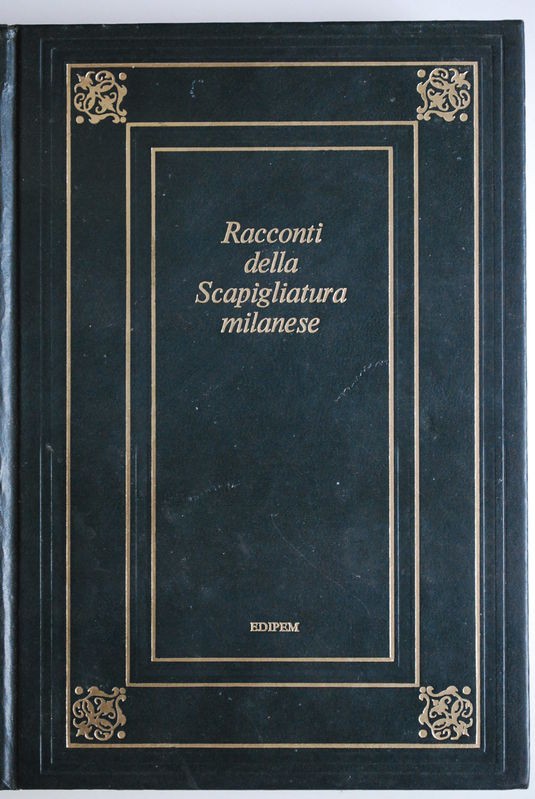 Racconti
della
Scapigliatura
milanese
EDIPEM